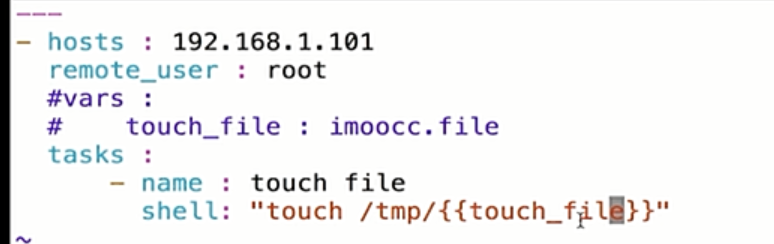 ---
- hosts : 192.168.1.101
  remote_user : root
  #vars :
  #    touch_file : imoocc.file
  tasks :
      - name : touch file
        shell: "touch /tmp/{{touch_file}}"
~